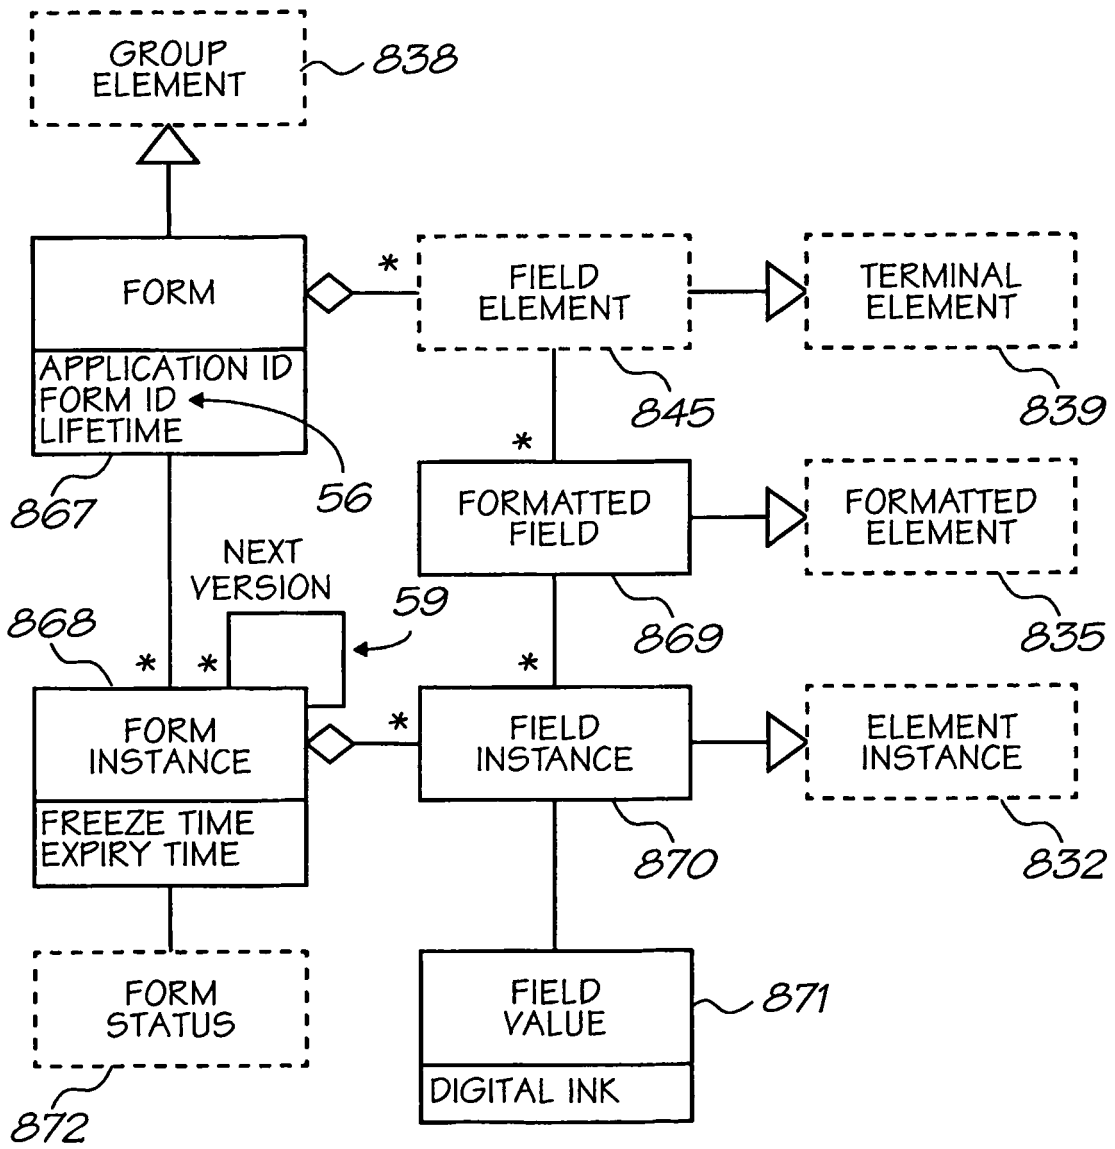 GROUP
ELEMENT
838
FORM
*
FIELD
ELEMENT
TERMINAL
ELEMENT
APPLICATION ID
FORM ID
LIFETIME
845
839
867
56
*
FORMATTED
FIELD
FORMATTED
ELEMENT
NEXT
VERSION
59
869
835
868
*
*
*
FORM
INSTANCE
*
FIELD
INSTANCE
ELEMENT
INSTANCE
FREEZE TIME
EXPIRY TIME
870
832
FORM
STATUS
FIELD
VALUE
871
DIGITAL INK
872